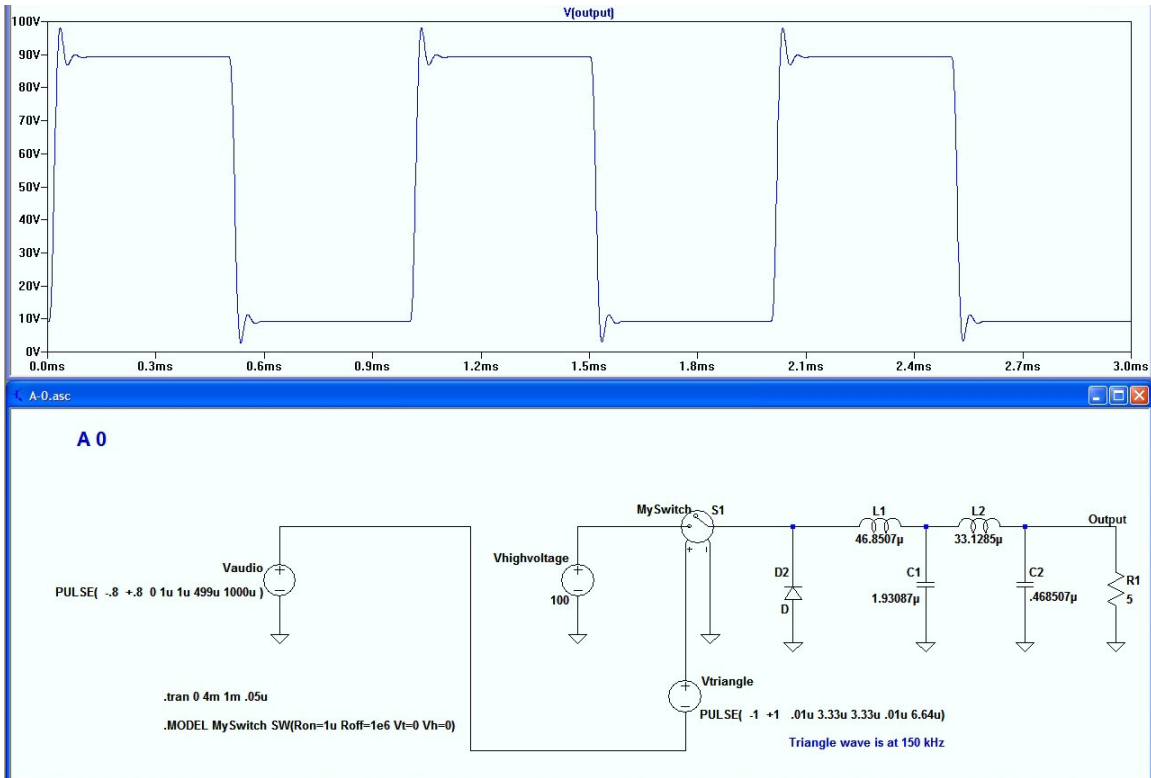 V(output)
100V
90V
80V
70V
60V
50V
40V
30V
20V
10V
0V
0.0ms 0.3ms 0.6ms 0.9ms 1.2ms 1.5ms 1.8ms 2.1ms 2.4ms 2.7ms 3.0ms
A-0.asc
A 0
MySwitch S1
L1
46.8507µ
L2
33.1285µ
Output
Vaudio
PULSE( -.8 +.8 0 1u 1u 499u 1000u )
Vhighvoltage
100
D2
D
C1
1.93087µ
C2
.468507µ
R1
5
Vtriangle
PULSE( -1 +1 .01u 3.33u 3.33u .01u 6.64u)
.tran 0 4m 1m .05u
.MODEL MySwitch SW(Ron=1u Roff=1e6 Vt=0 Vh=0)
Triangle wave is at 150 kHz